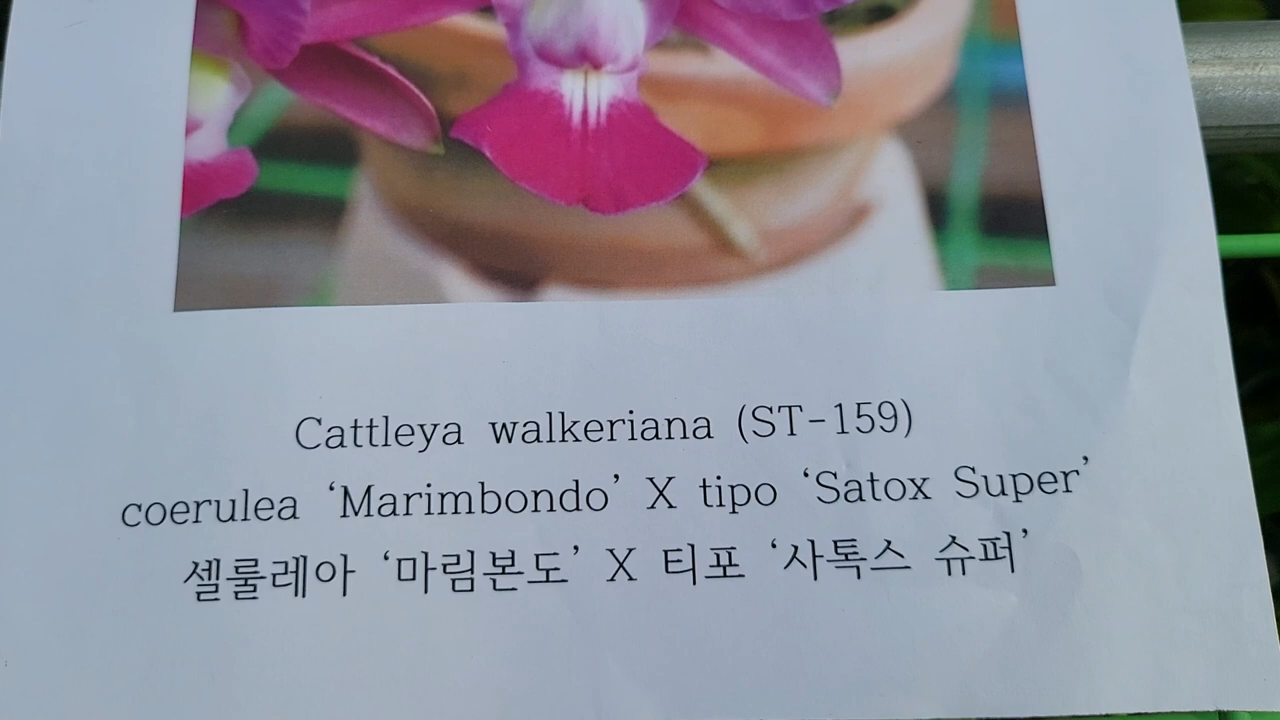 Cattleya walkeriana (ST-159)
coerulea ‘Marimbondo’ X tipo ‘Satox Super’
셀룰레아 ‘마림본도’ X 티포 ‘사톡스 슈퍼’